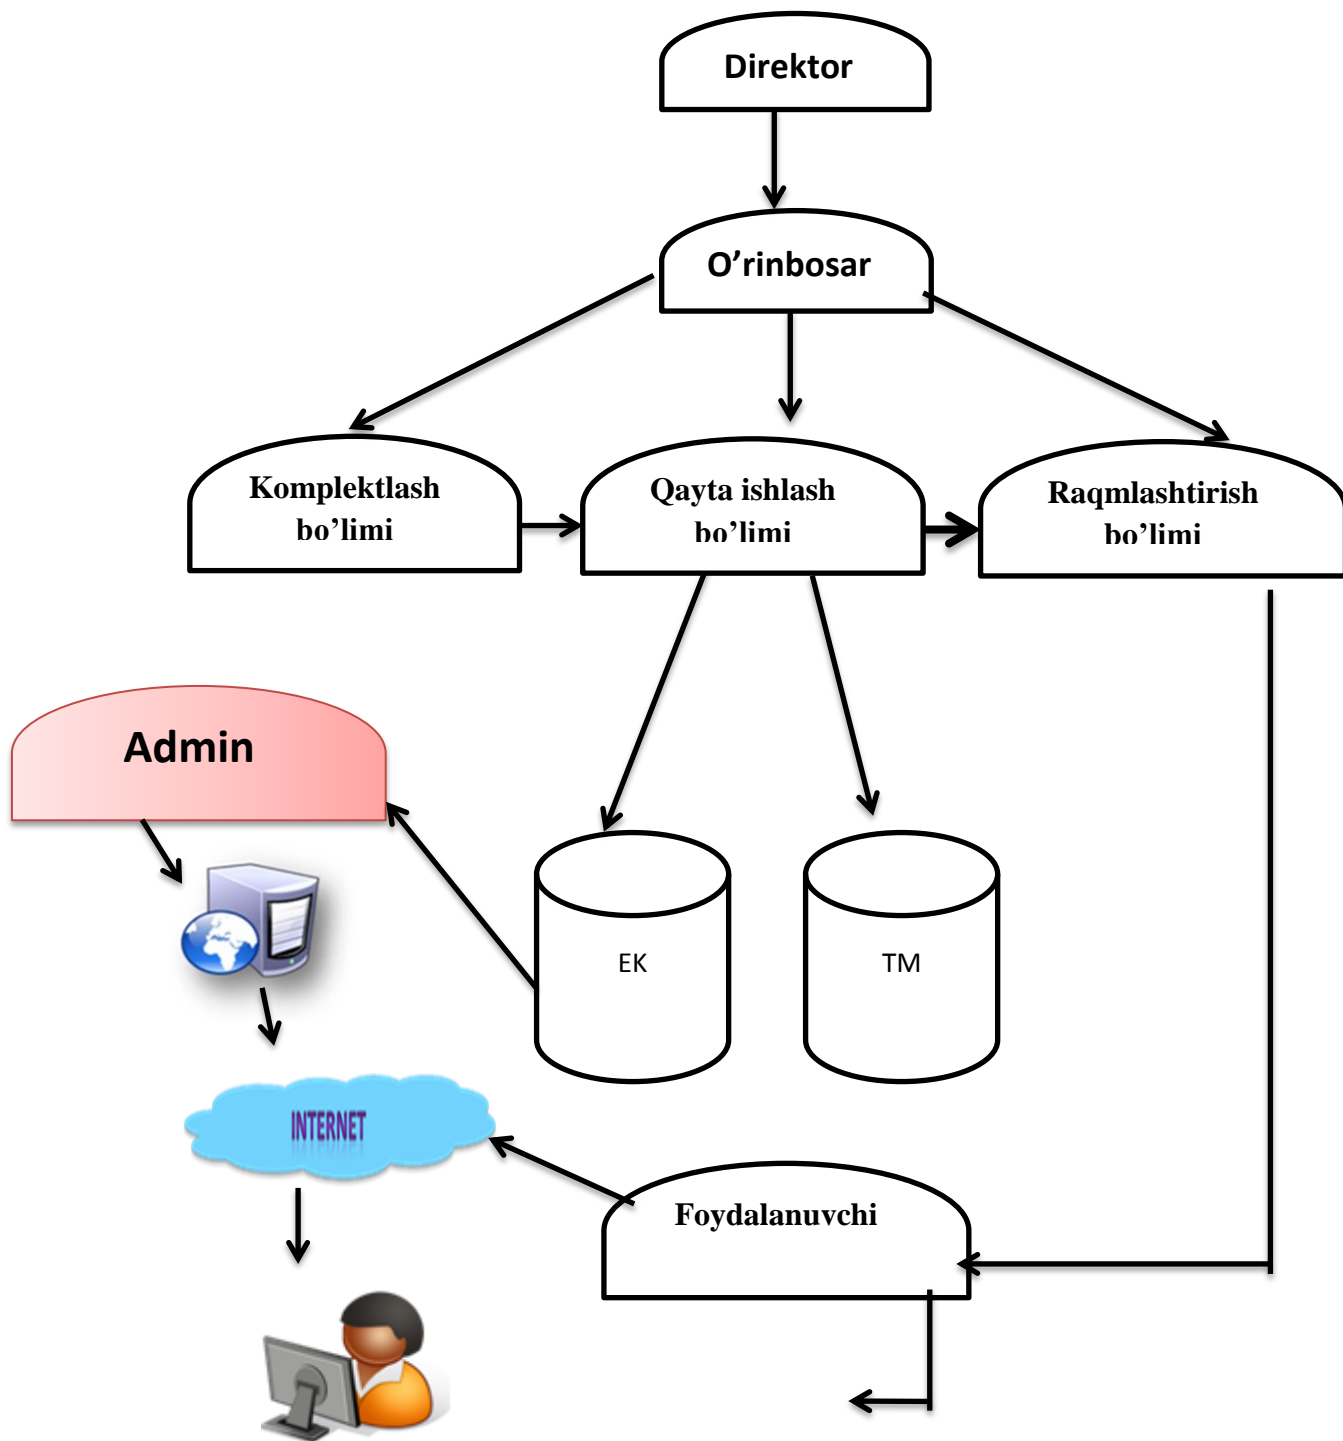 Direktor
O’rinbosar
Komplektlash
bo’limi
Qayta ishlash
bo’limi
Raqmlashtirish
bo’limi
Admin
EK
TM
INTERNET
Foydalanuvchi